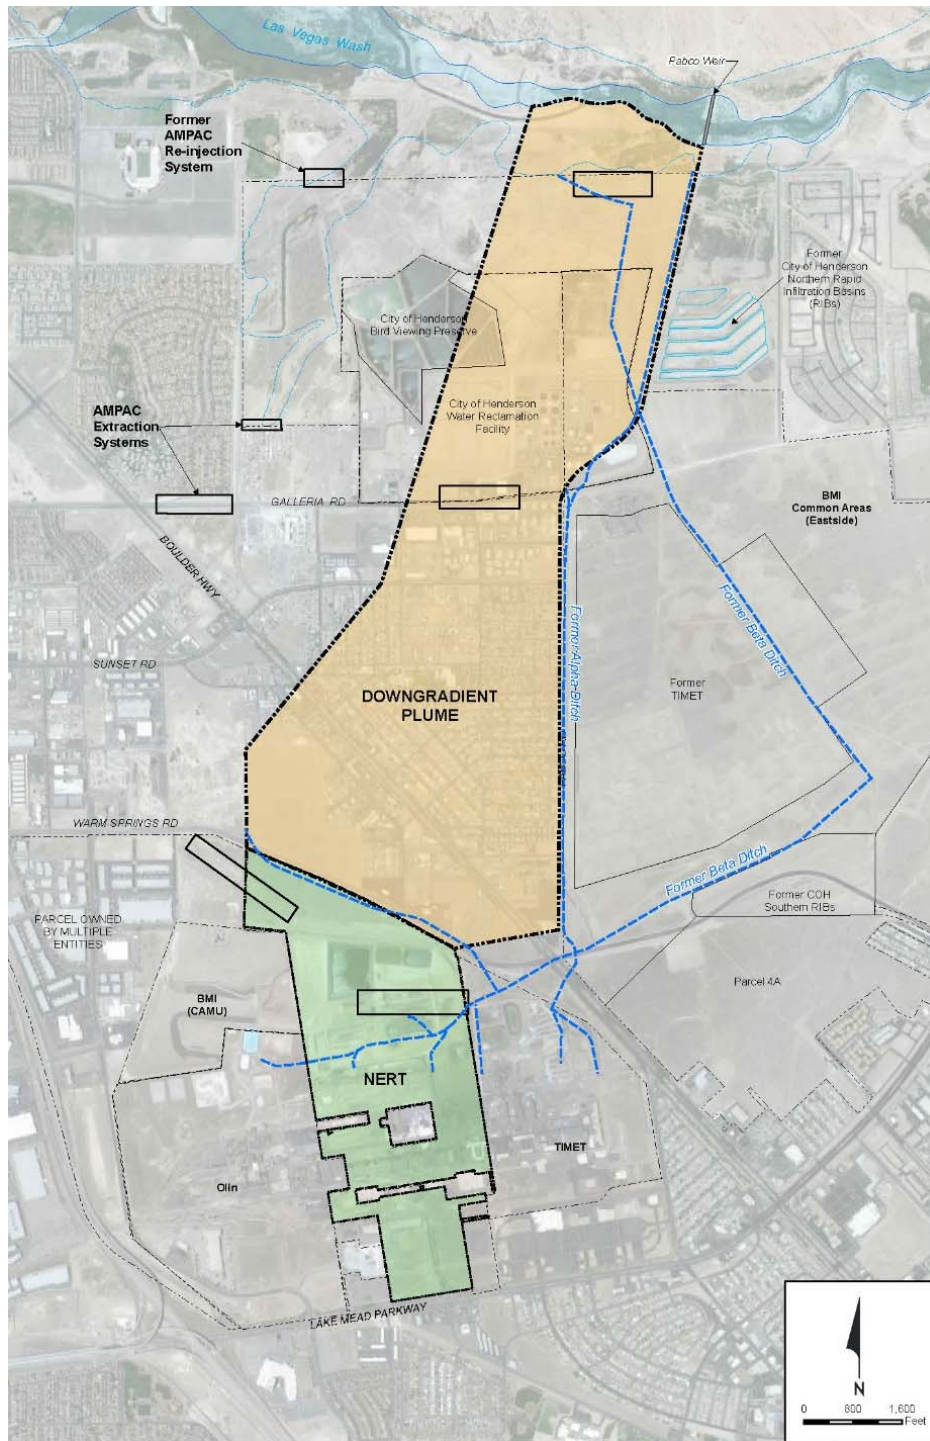 Las Vegas Wash
Pabco Weir
Former
AMPAC
Re-injection
System
Former
City of Henderson
Northern Rapid
Infiltration Basins
(RIBs)
City of Henderson
Bird Viewing Preserve
City of Henderson
Water Reclamation
Facility
AMPAC
Extraction
Systems
GALLERIA RD
BMI
Common Areas
(Eastside)
BOULDER HWY
Former Beta Ditch
Former Alpha Ditch
SUNSET RD
DOWNGRADIENT
PLUME
Former
TIMET
WARM SPRINGS RD
Former Beta Ditch
Former COH
Southern RIBs
PARCEL OWNED
BY MULTIPLE
ENTITIES
Parcel 4A
BMI
(CAMU)
NERT
TIMET
Olin
LAKE MEAD PARKWAY
N
0 800 1,600
Feet